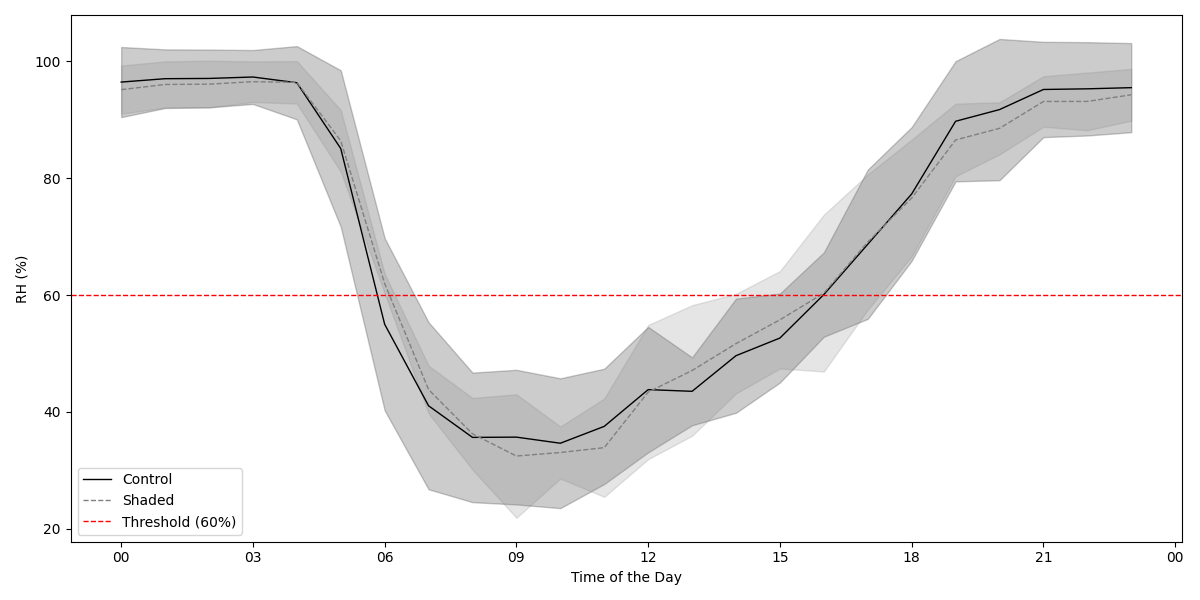 RH (%)
100
80
60
40
20
Control
Shaded
Threshold (60%)
00 03 06 09 12 15 18 21 00
Time of the Day